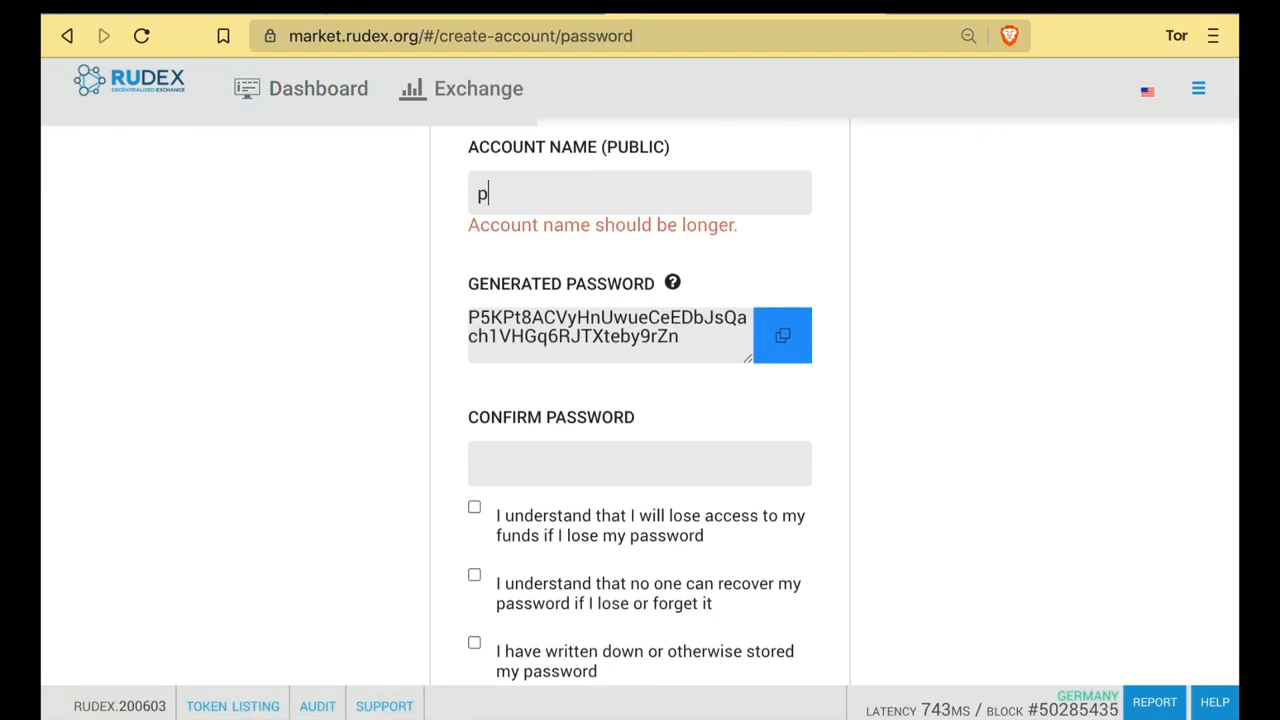 market.rudex.org/#/create-account/password
Tor
RUDEX
DECENTRALIZED EXCHANGE
Dashboard
Exchange
ACCOUNT NAME (PUBLIC)
p
Account name should be longer.
GENERATED PASSWORD
P5KPt8ACVyHnUwueCeEDbJsQa
ch1VHGq6RJTXteby9rZn
CONFIRM PASSWORD
I understand that I will lose access to my
funds if I lose my password
I understand that no one can recover my
password if I lose or forget it
I have written down or otherwise stored
my password
RUDEX.200603
TOKEN LISTING
AUDIT
SUPPORT
GERMANY
LATENCY 743MS / BLOCK #50285435
REPORT
HELP